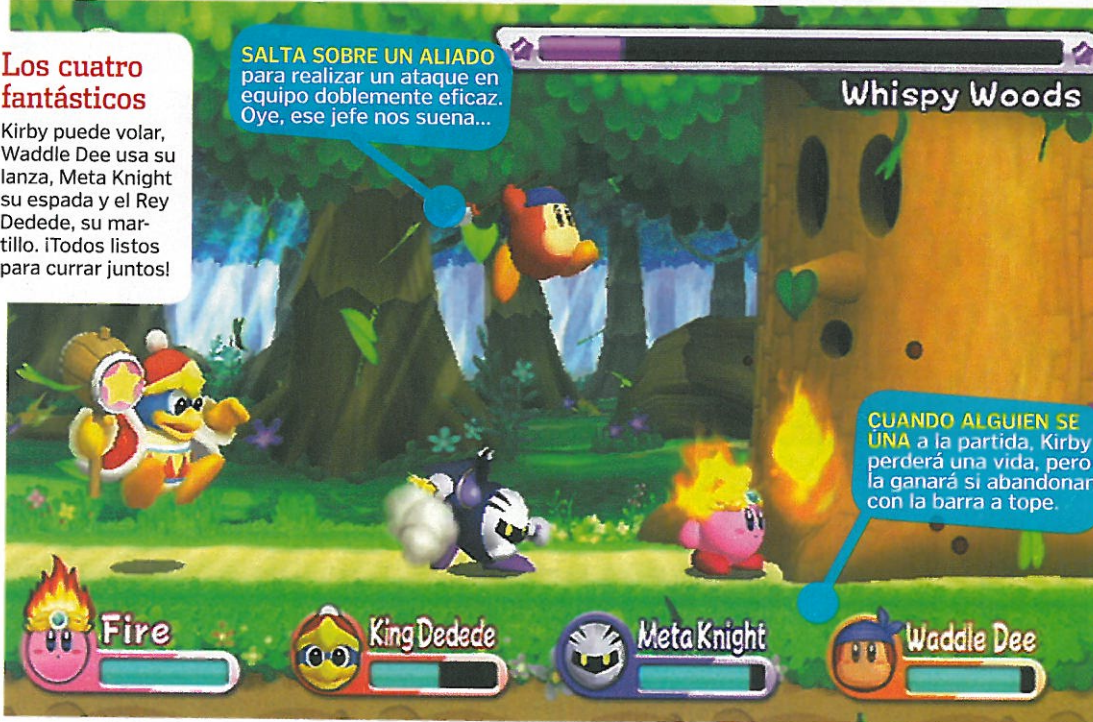 Los cuatro
fantásticos
Kirby puede volar,
Waddle Dee usa su
lanza, Meta Knight
su espada y el Rey
Dedede, su mar-
tillo. ¡Todos listos
para currar juntos!
SALTA SOBRE UN ALIADO
para realizar un ataque en
equipo doblemente eficaz.
Oye, ese jefe nos suena...
Whispy Woods
CUANDO ALGUIEN SE
UNA a la partida, Kirby
perderá una vida, pero
la ganará si abandonan
con la barra a tope.
Fire
King Dedede
Meta Knight
Waddle Dee